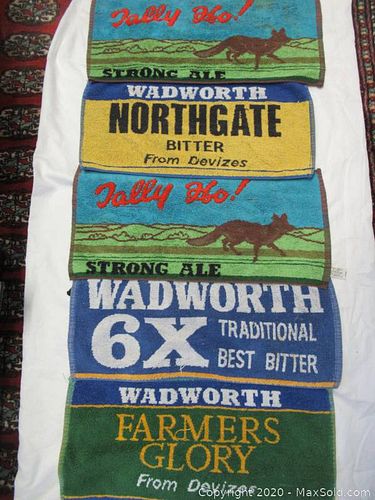 Tally Ho!
STRONG ALE
WADWORTH
NORTHGATE
BITTER
From Devizes
Tally Ho!
STRONG ALE
WADWORTH
6X TRADITIONAL
BEST BITTER
WADWORTH
FARMERS
GLORY
From Devizes
Copyright © 2020 - MaxSold.com